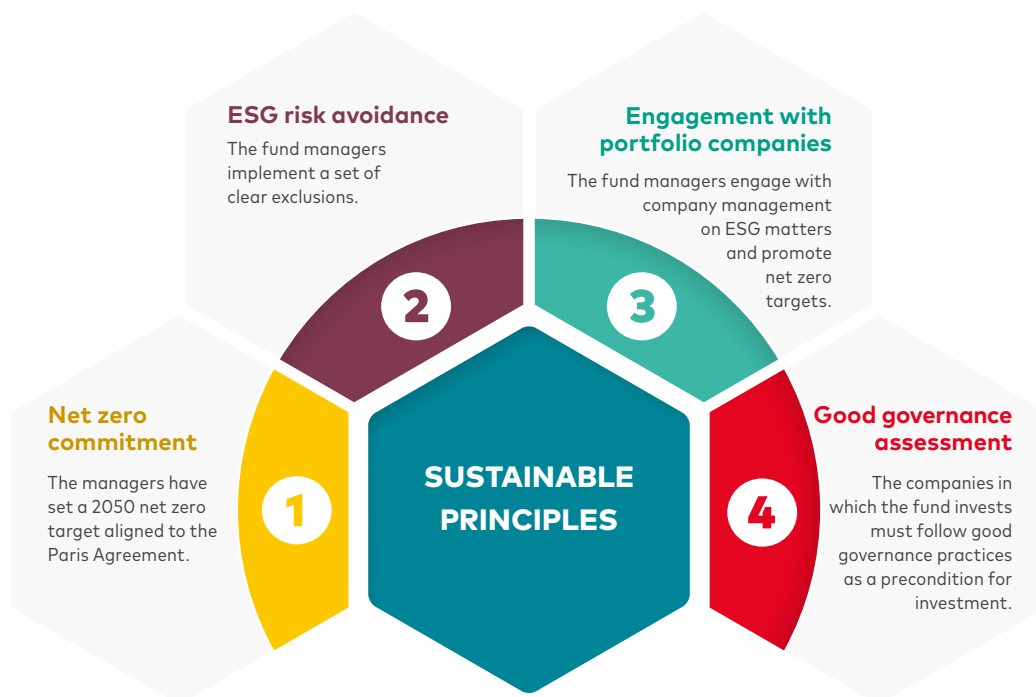 ESG risk avoidance
The fund managers
implement a set of
clear exclusions.
Engagement with
portfolio companies
The fund managers engage with
company management
on ESG matters
and promote
net zero
targets.
2
3
Net zero
commitment
The managers have
set a 2050 net zero
target aligned to the
Paris Agreement.
1
SUSTAINABLE
PRINCIPLES
4
Good governance
assessment
The companies in
which the fund invests
must follow good
governance practices
as a precondition for
investment.